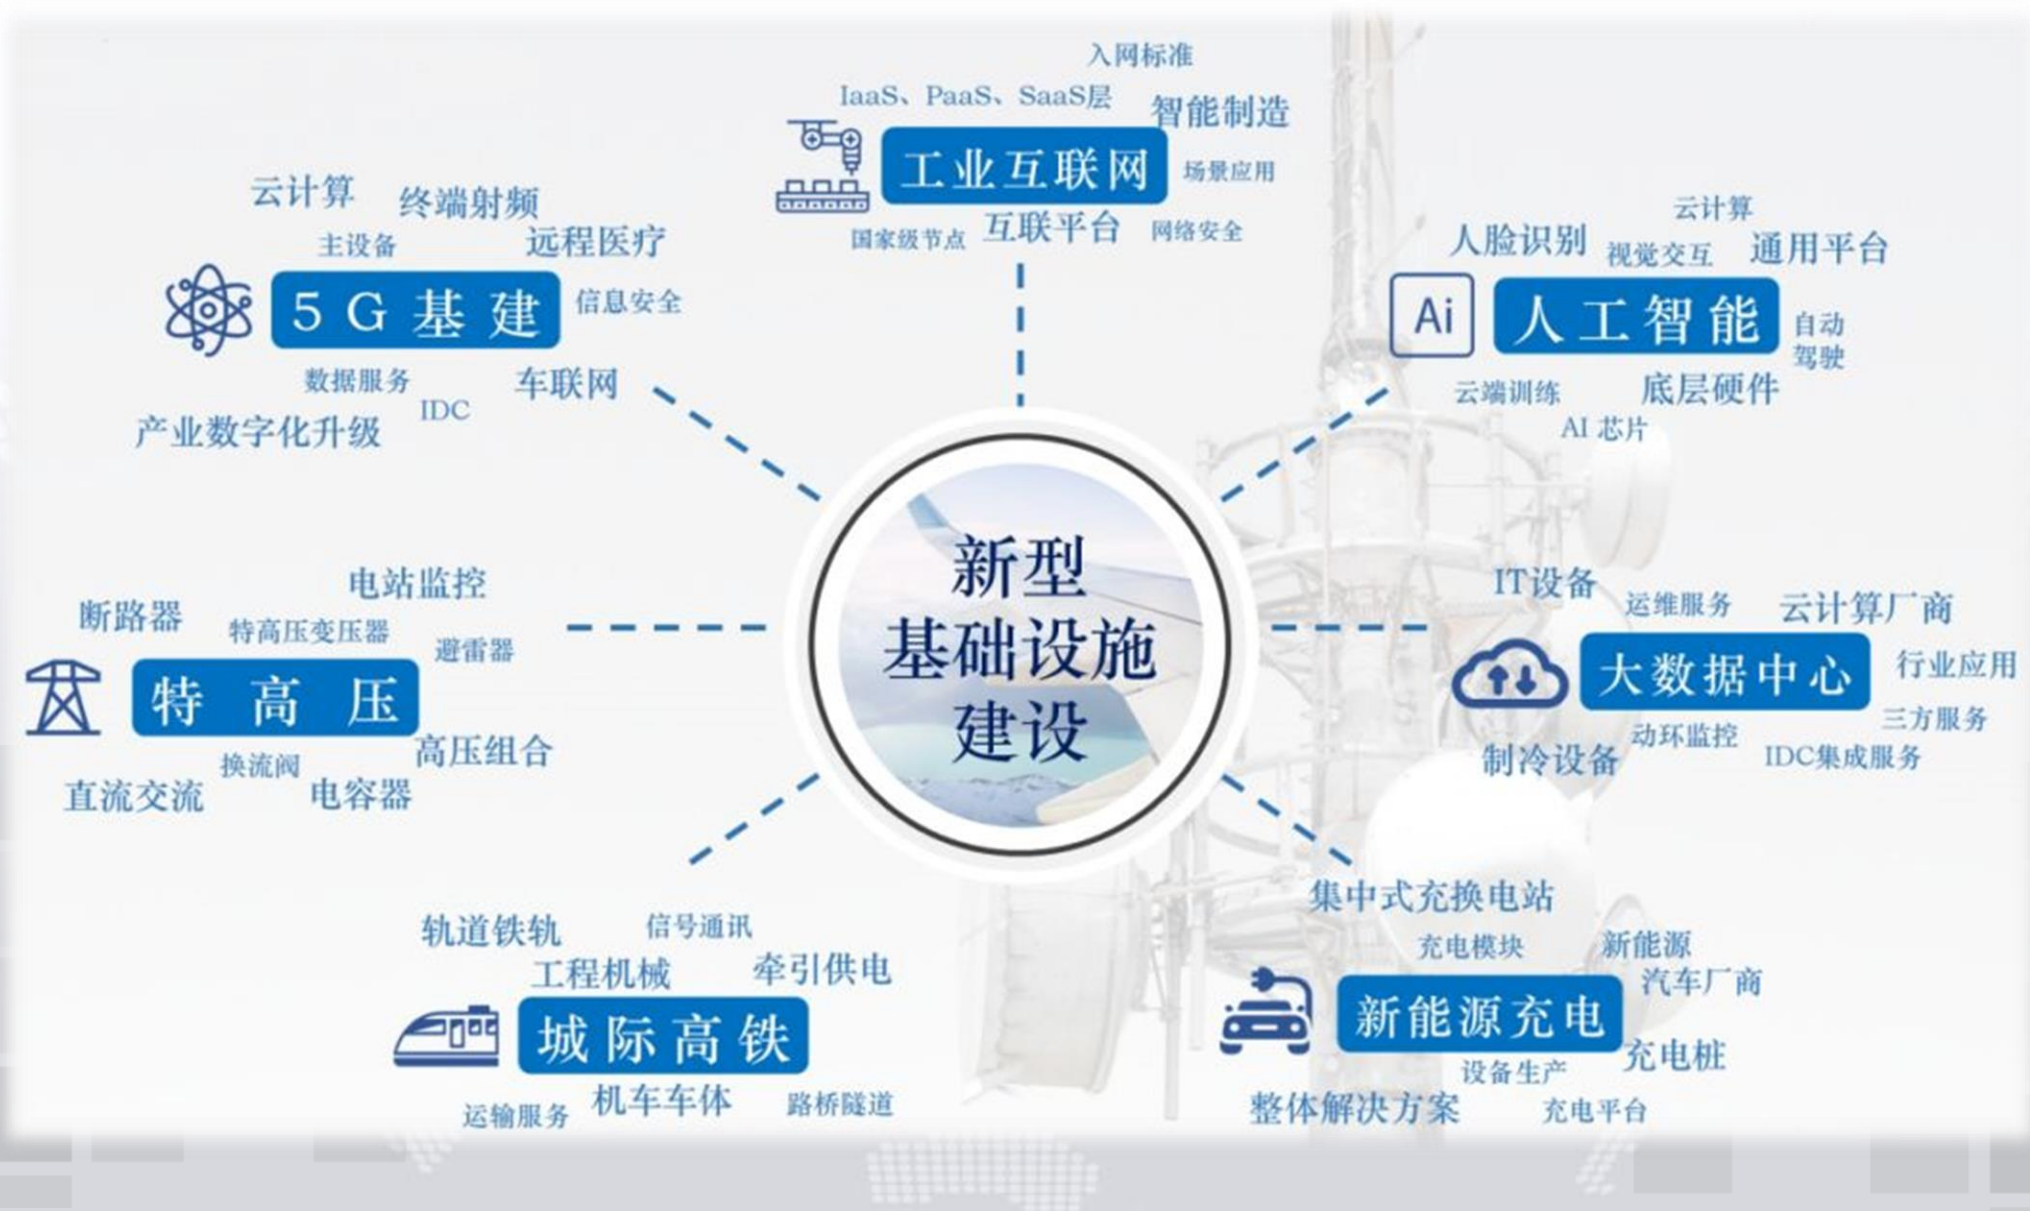 入网标准
IaaS、PaaS、SaaS层
智能制造
工业互联网
场景应用
国家级节点
互联平台
网络安全
云计算
终端射频
主设备
远程医疗
5G基建
信息安全
数据服务
IDC
车联网
产业数字化升级
云计算
人脸识别
视觉交互
通用平台
Ai
人工智能
自动
驾驶
云端训练
底层硬件
AI 芯片
新型
基础设施
建设
电站监控
断路器
特高压变压器
避雷器
特高压
高压组合
换流阀
直流交流
电容器
IT设备
运维服务
云计算厂商
大数据中心
行业应用
三方服务
动环监控
制冷设备
IDC集成服务
轨道铁轨
信号通讯
工程机械
牵引供电
城际高铁
运输服务
机车车体
路桥隧道
集中式充换电站
充电模块
新能源
汽车厂商
新能源充电
充电桩
设备生产
整体解决方案
充电平台